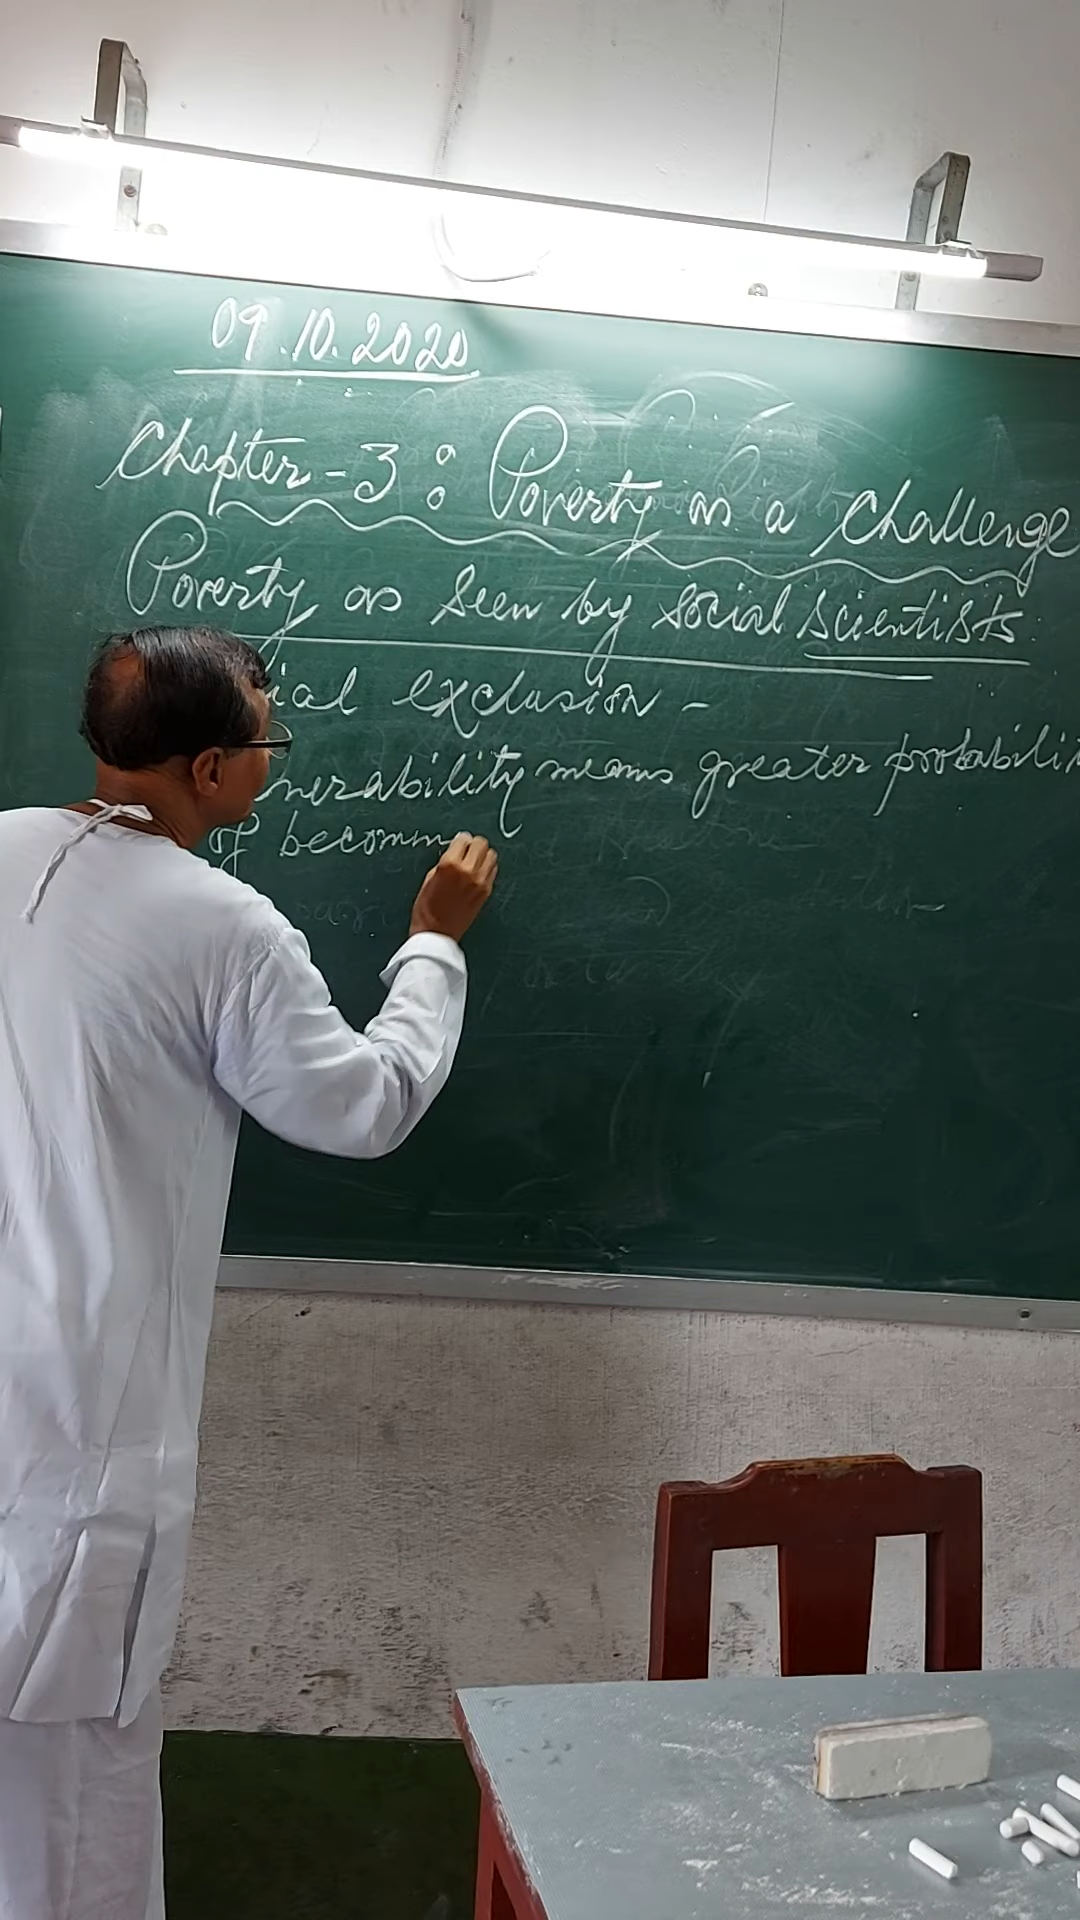 09.10.2020
Chapter-3: Poverty as a challenge
Poverty as seen by social scientists:
ial exclusion -
nerability means greater probabili
of becomm